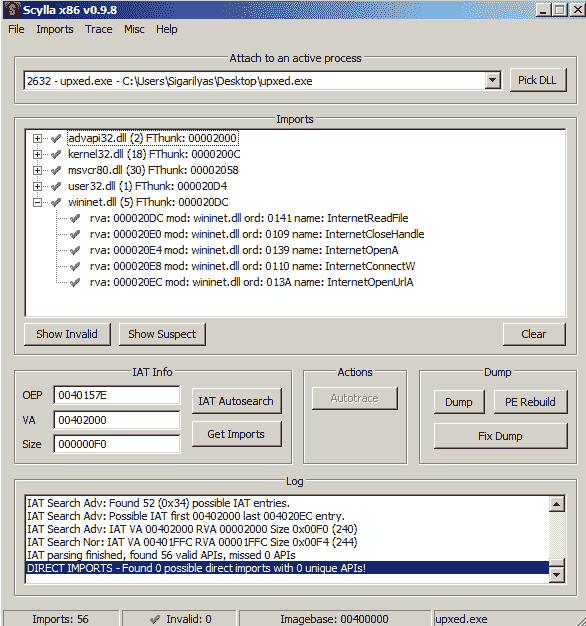 Scylla x86 v0.9.8
File Imports Trace Misc Help
Attach to an active process
2632 - upxed.exe - C:\Users\Sigarilyas\Desktop\upxed.exe
Pick DLL
Imports
advapi32.dll (2) FThunk: 00002000
kernel32.dll (18) FThunk: 0000200C
msvcr80.dll (30) FThunk: 00002058
user32.dll (1) FThunk: 000020D4
wininet.dll (5) FThunk: 000020DC
rva: 000020DC mod: wininet.dll ord: 0141 name: InternetReadFile
rva: 000020E0 mod: wininet.dll ord: 0109 name: InternetCloseHandle
rva: 000020E4 mod: wininet.dll ord: 0139 name: InternetOpenA
rva: 000020E8 mod: wininet.dll ord: 0110 name: InternetConnectW
rva: 000020EC mod: wininet.dll ord: 013A name: InternetOpenUrlA
Show Invalid Show Suspect Clear
IAT Info
OEP 0040157E
VA 00402000
Size 000000F0
IAT Autosearch
Get Imports
Actions
Autotrace
Dump
Dump PE Rebuild
Fix Dump
Log
IAT Search Adv: Found 52 (0x34) possible IAT entries.
IAT Search Adv: Possible IAT first 00402000 last 004020EC entry.
IAT Search Adv: IAT VA 00402000 RVA 00002000 Size 0x00F0 (240)
IAT Search Nor: IAT VA 00401FFC RVA 00001FFC Size 0x00F4 (244)
IAT parsing finished, found 56 valid APIs, missed 0 APIs
DIRECT IMPORTS - Found 0 possible direct imports with 0 unique APIs!
Imports: 56 Invalid: 0 Imagebase: 00400000 upxed.exe